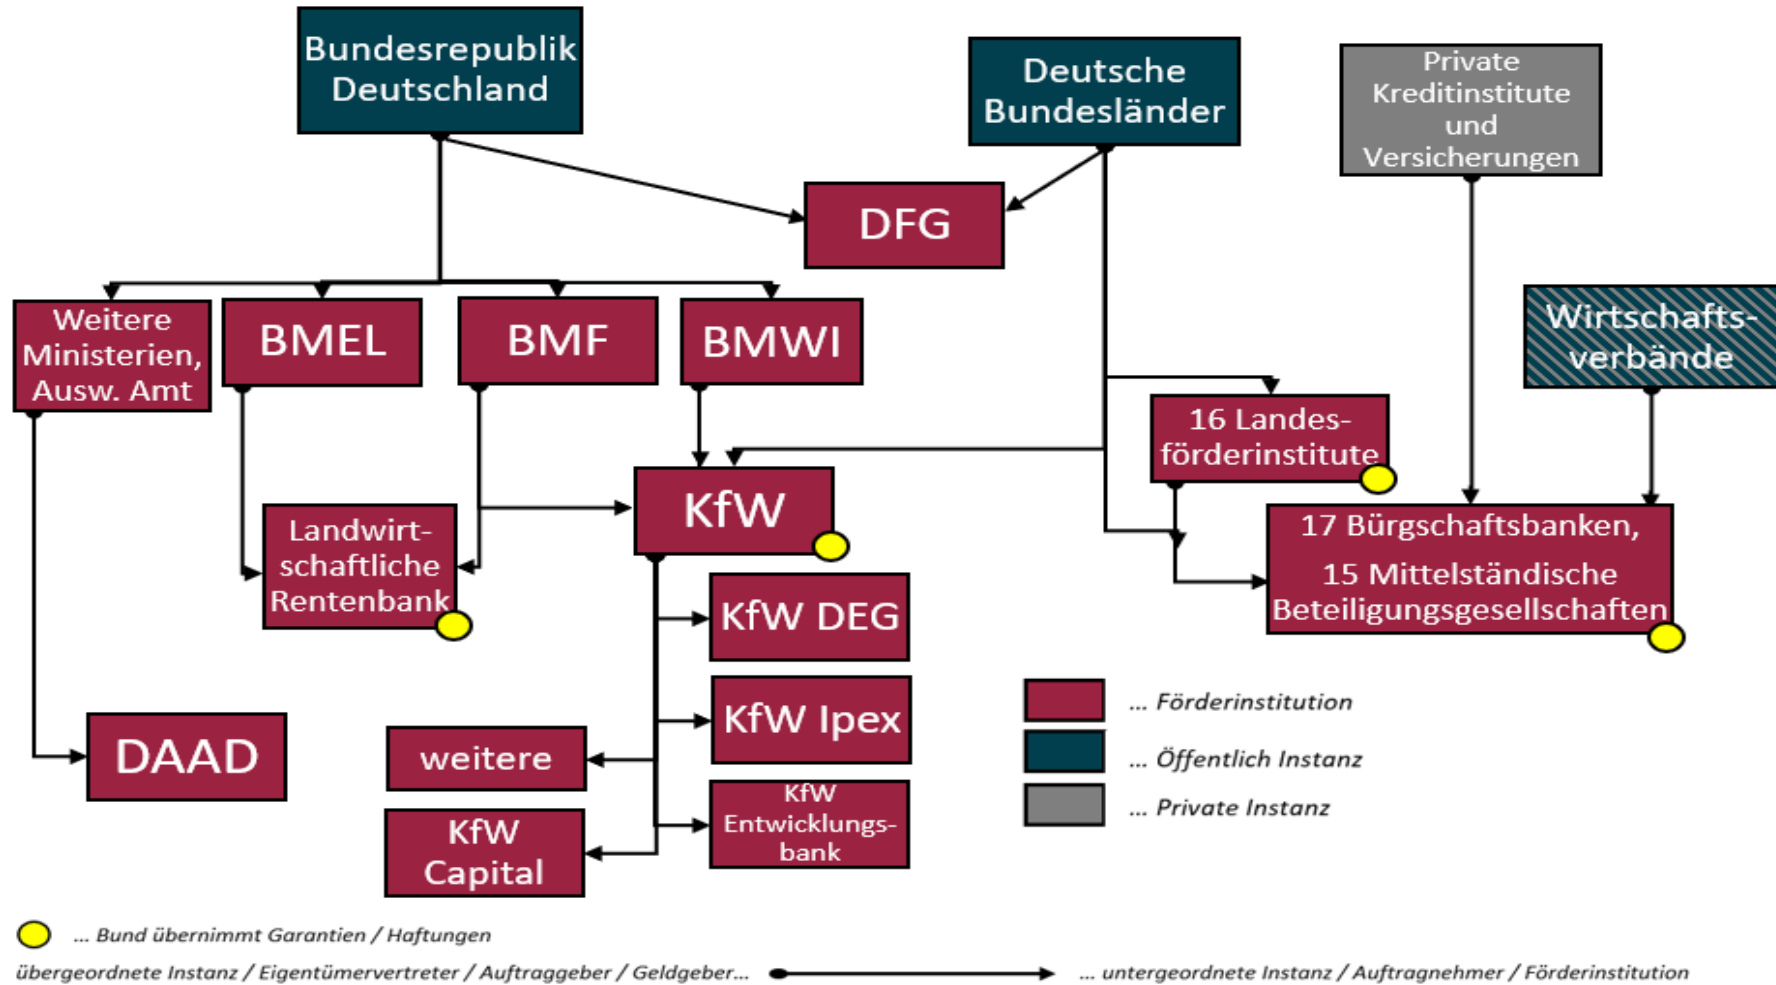 Bundesrepublik
Deutschland
Deutsche
Bundesländer
Private
Kreditinstitute
und
Versicherungen
DFG
Weitere
Ministerien,
Ausw. Amt
BMEL
BMF
BMWI
Wirtschafts-
verbände
16 Landes-
förderinstitute
KfW
Landwirt-
schaftliche
Rentenbank
17 Bürgschaftsbanken,
15 Mittelständische
Beteiligungsgesellschaften
KfW DEG
KfW Ipex
KfW
Entwicklungs-
bank
weitere
KfW
Capital
DAAD
... Förderinstitution
... Öffentlich Instanz
... Private Instanz
... Bund übernimmt Garantien / Haftungen
übergeordnete Instanz / Eigentümervertreter / Auftraggeber / Geldgeber...
... untergeordnete Instanz / Auftragnehmer / Förderinstitution